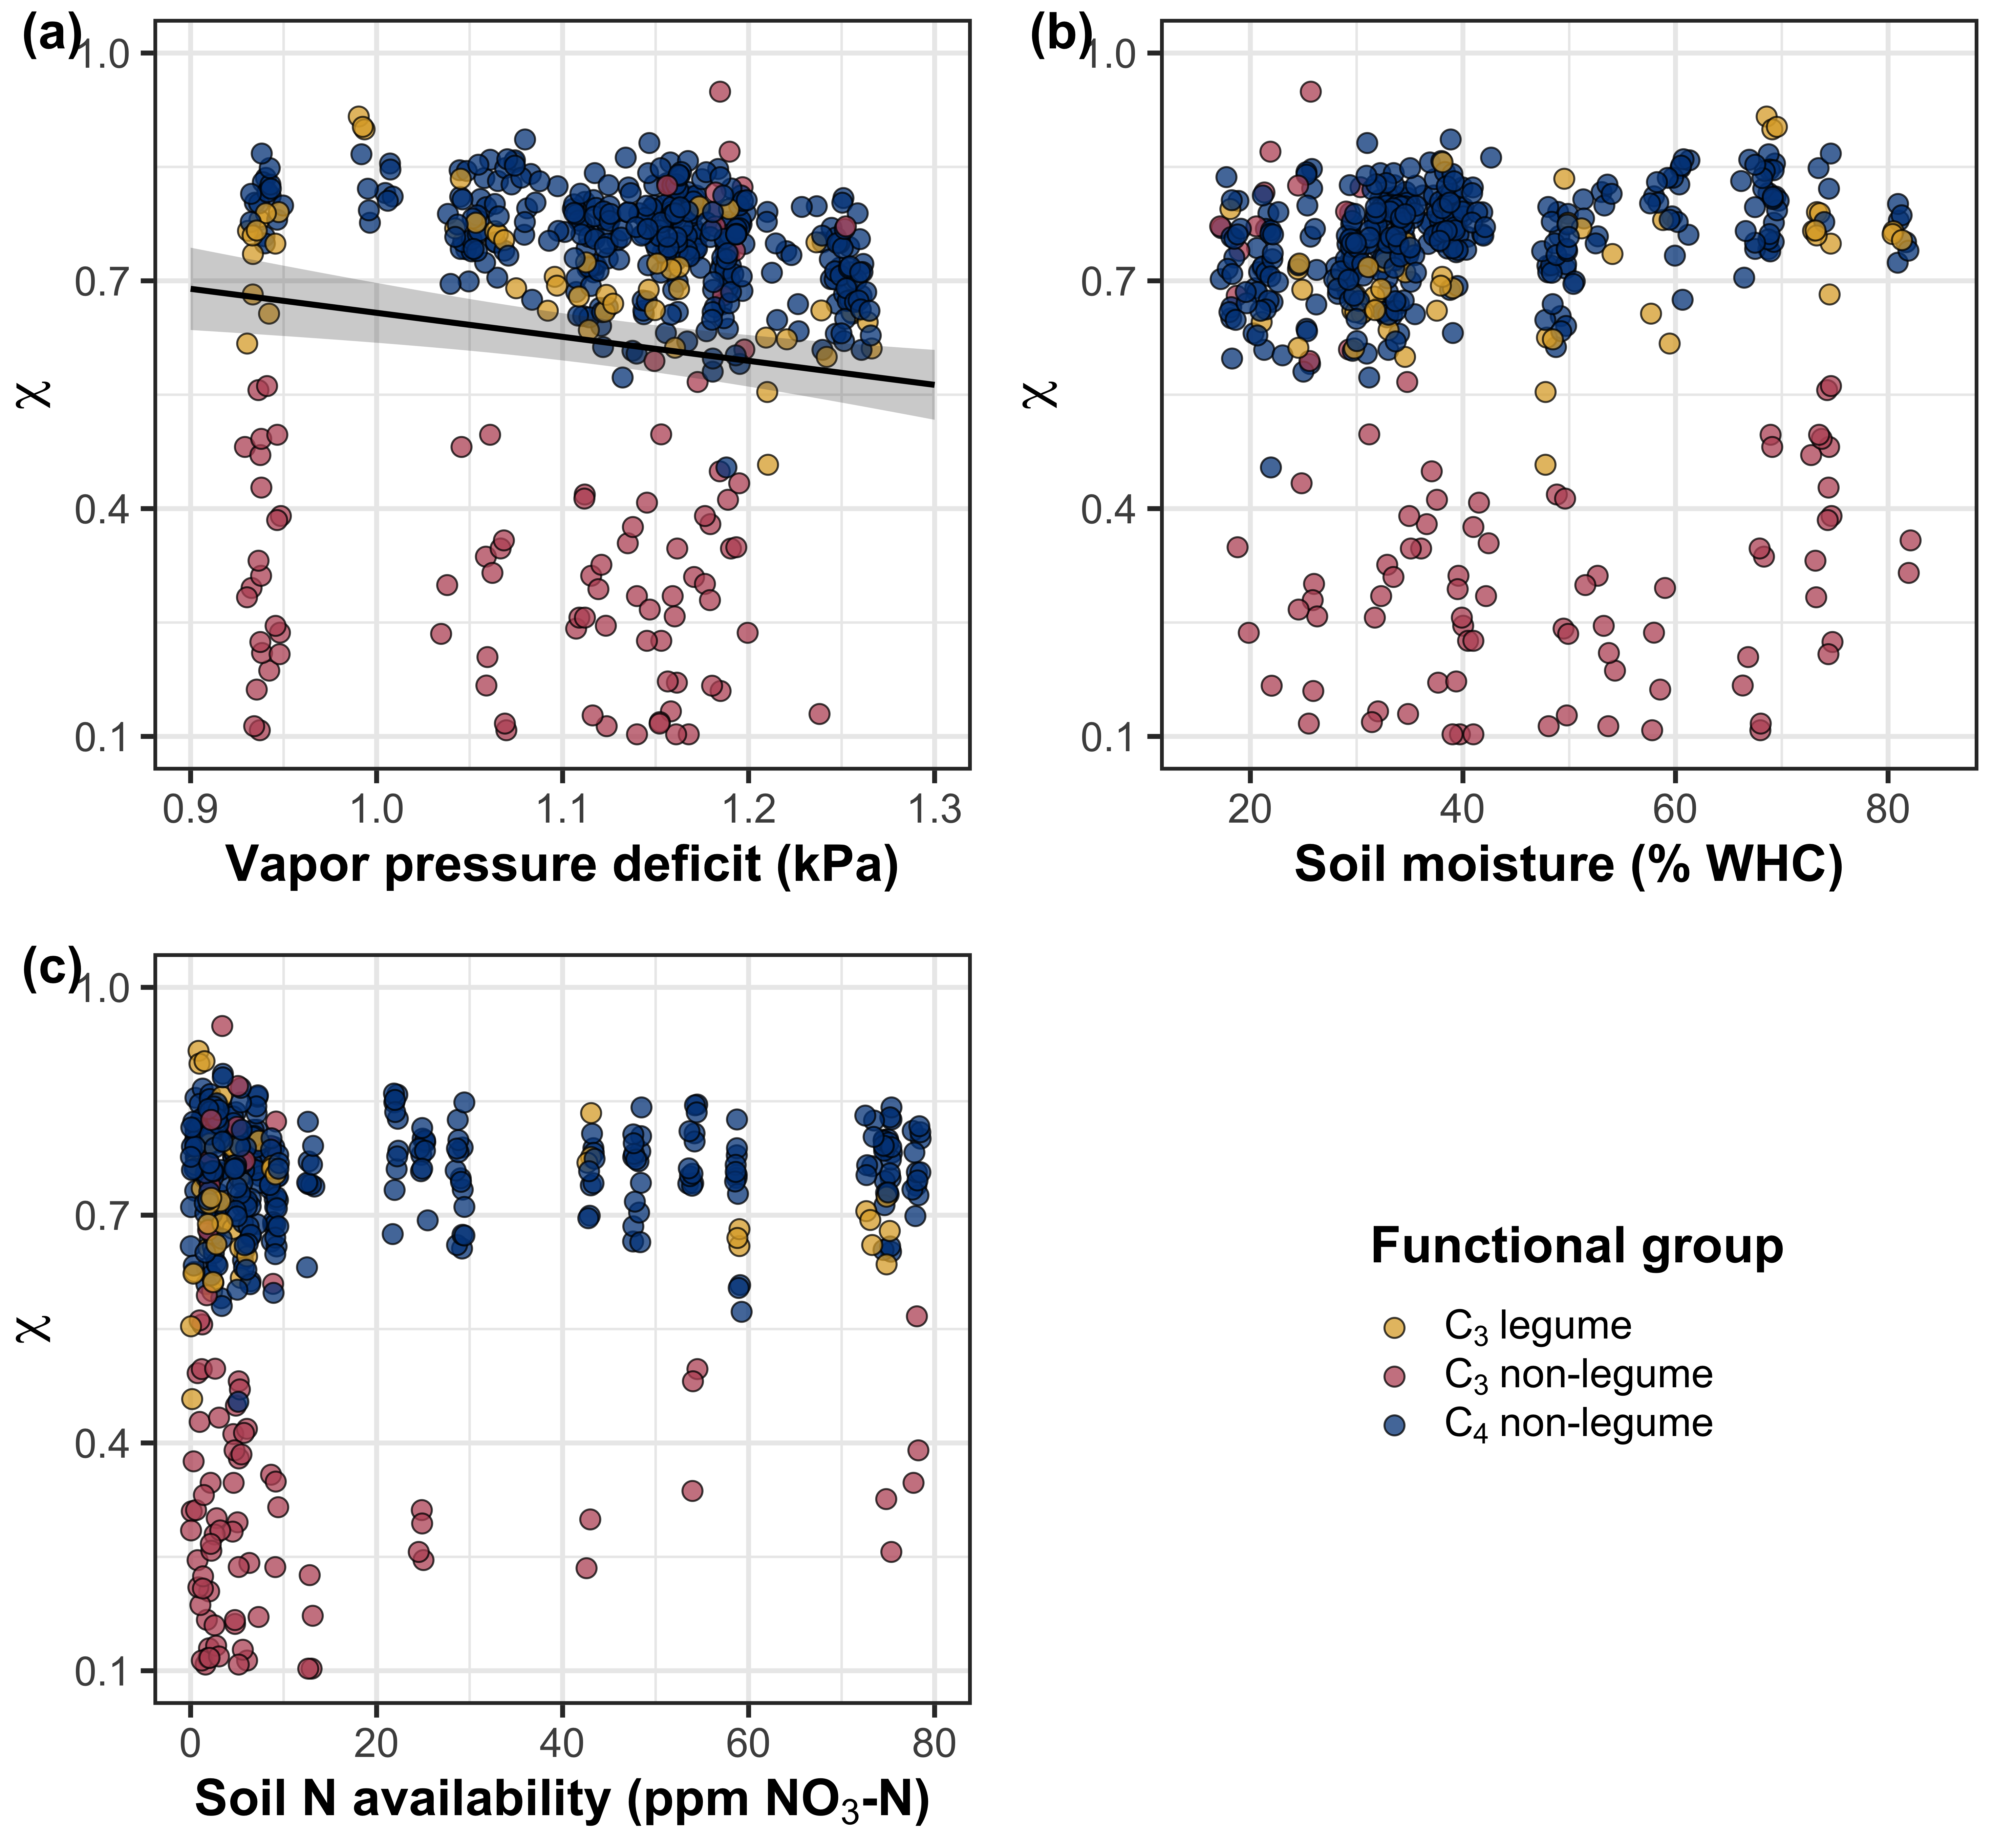 (a)
1.0
0.7
0.4
0.1
χ
0.9 1.0 1.1 1.2 1.3
Vapor pressure deficit (kPa)
(b)
1.0
0.7
0.4
0.1
χ
20 40 60 80
Soil moisture (% WHC)
(c)
1.0
0.7
0.4
0.1
χ
0 20 40 60 80
Soil N availability (ppm NO₃-N)
Functional group
C₃ legume
C₃ non-legume
C₄ non-legume